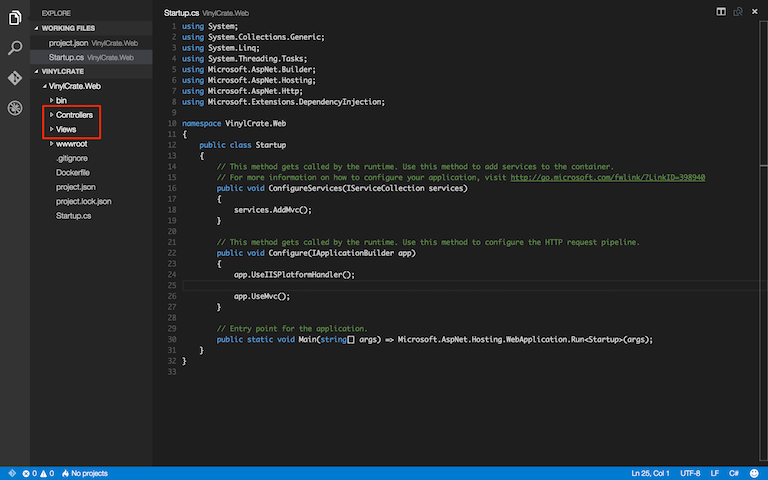 EXPLORE
WORKING FILES
project.json VinylCrate.Web
Startup.cs VinylCrate.Web
VINYLCRATE
VinylCrate.Web
bin
Controllers
Views
wwwroot
.gitignore
Dockerfile
project.json
project.lock.json
Startup.cs
Startup.cs VinylCrate.Web
1 using System;
2 using System.Collections.Generic;
3 using System.Linq;
4 using System.Threading.Tasks;
5 using Microsoft.AspNet.Builder;
6 using Microsoft.AspNet.Hosting;
7 using Microsoft.AspNet.Http;
8 using Microsoft.Extensions.DependencyInjection;
9
10 namespace VinylCrate.Web
11 {
12 public class Startup
13 {
14 // This method gets called by the runtime. Use this method to add services to the container.
15 // For more information on how to configure your application, visit http://go.microsoft.com/fwlink/?LinkID=398940
16 public void ConfigureServices(IServiceCollection services)
17 {
18 services.AddMvc();
19 }
20
21 // This method gets called by the runtime. Use this method to configure the HTTP request pipeline.
22 public void Configure(IApplicationBuilder app)
23 {
24 app.UseIISPlatformHandler();
25
26 app.UseMvc();
27 }
28
29 // Entry point for the application.
30 public static void Main(string[] args) => Microsoft.AspNet.Hosting.WebApplication.Run<Startup>(args);
31 }
32 }
33
0 0 No projects
Ln 25, Col 1 UTF-8 LF C#